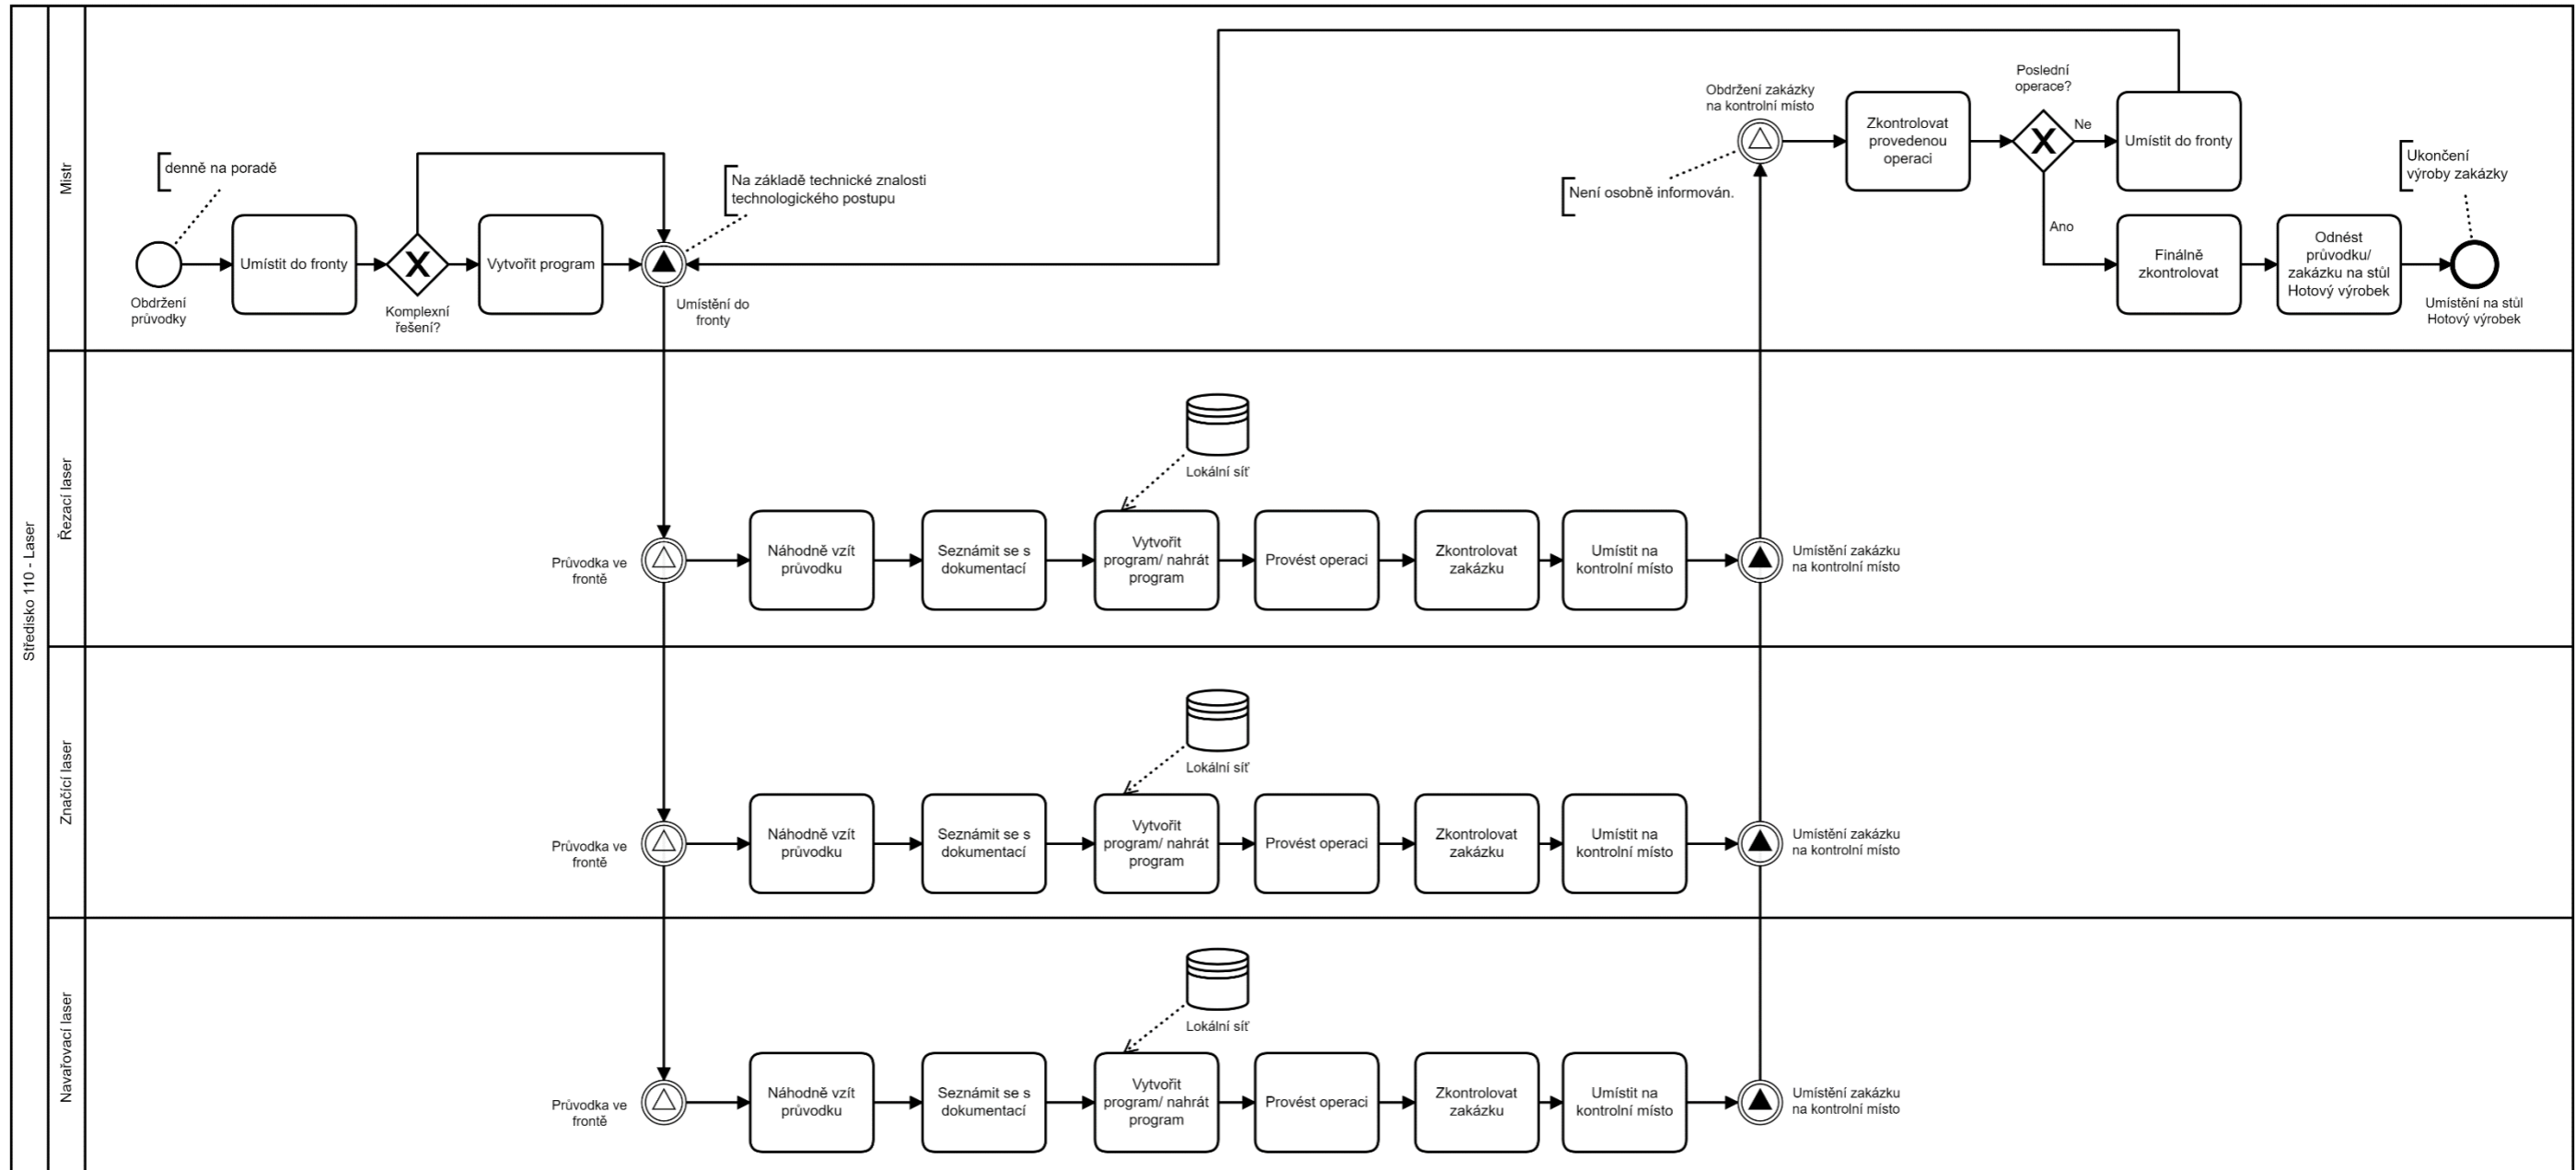 Středisko 110 - Laser
Mistr
denně na poradě
Obdržení
průvodky
Umístit do fronty
Komplexní
řešení?
Vytvořit program
Na základě technické znalosti
technologického postupu
Umístění do
fronty
Obdržení zakázky
na kontrolní místo
Není osobně informován.
Zkontrolovat
provedenou
operaci
Poslední
operace?
Ne
Umístit do fronty
Ano
Finálně
zkontrolovat
Odnést
průvodku/
zakázku na stůl
Hotový výrobek
Ukončení
výroby zakázky
Umístění na stůl
Hotový výrobek
Řezací laser
Průvodka ve
frontě
Náhodně vzít
průvodku
Seznámit se s
dokumentací
Lokální síť
Vytvořit
program/ nahrát
program
Provést operaci
Zkontrolovat
zakázku
Umístit na
kontrolní místo
Umístění zakázku
na kontrolní místo
Značící laser
Průvodka ve
frontě
Náhodně vzít
průvodku
Seznámit se s
dokumentací
Lokální síť
Vytvořit
program/ nahrát
program
Provést operaci
Zkontrolovat
zakázku
Umístit na
kontrolní místo
Umístění zakázku
na kontrolní místo
Navařovací laser
Průvodka ve
frontě
Náhodně vzít
průvodku
Seznámit se s
dokumentací
Lokální síť
Vytvořit
program/ nahrát
program
Provést operaci
Zkontrolovat
zakázku
Umístit na
kontrolní místo
Umístění zakázku
na kontrolní místo